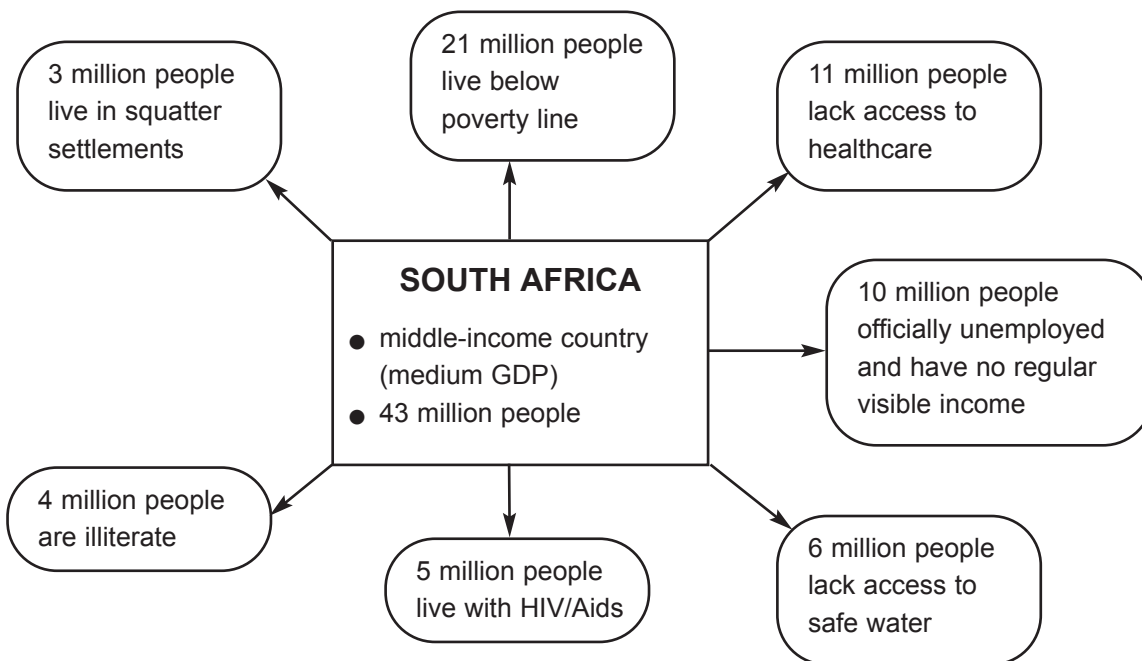 3 million people
live in squatter
settlements
21 million people
live below
poverty line
11 million people
lack access to
healthcare
SOUTH AFRICA
● middle-income country
(medium GDP)
● 43 million people
10 million people
officially unemployed
and have no regular
visible income
4 million people
are illiterate
5 million people
live with HIV/Aids
6 million people
lack access to
safe water